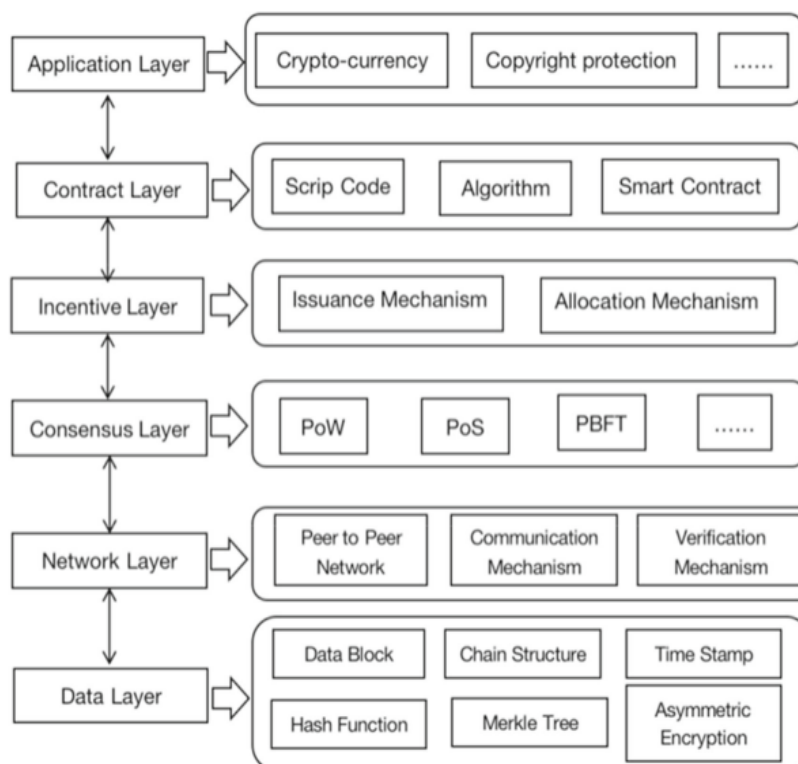 Application Layer
Crypto-currency
Copyright protection
......
Contract Layer
Scrip Code
Algorithm
Smart Contract
Incentive Layer
Issuance Mechanism
Allocation Mechanism
Consensus Layer
PoW
PoS
PBFT
......
Network Layer
Peer to Peer
Network
Communication
Mechanism
Verification
Mechanism
Data Layer
Data Block
Chain Structure
Time Stamp
Hash Function
Merkle Tree
Asymmetric
Encryption